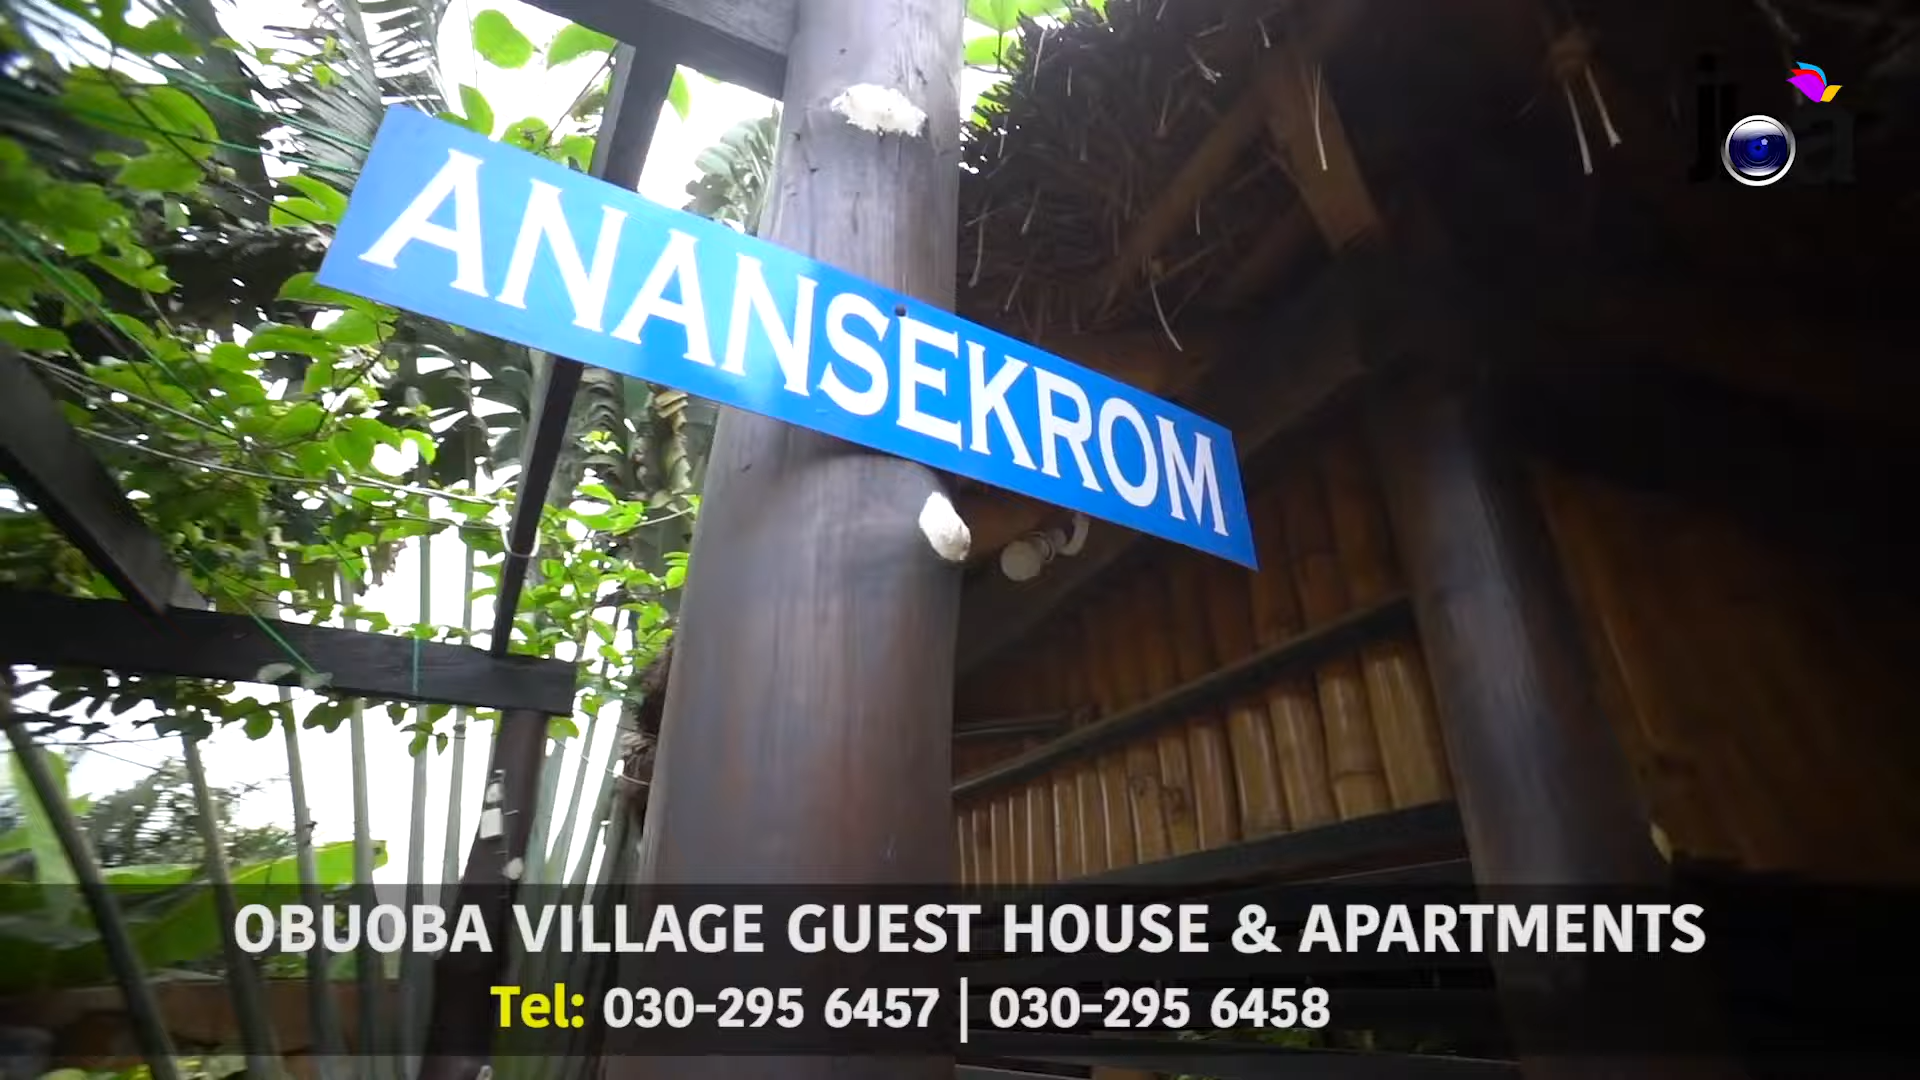 ANANSEKROM
OBUOBA VILLAGE GUEST HOUSE & APARTMENTS
Tel: 030-295 6457 | 030-295 6458